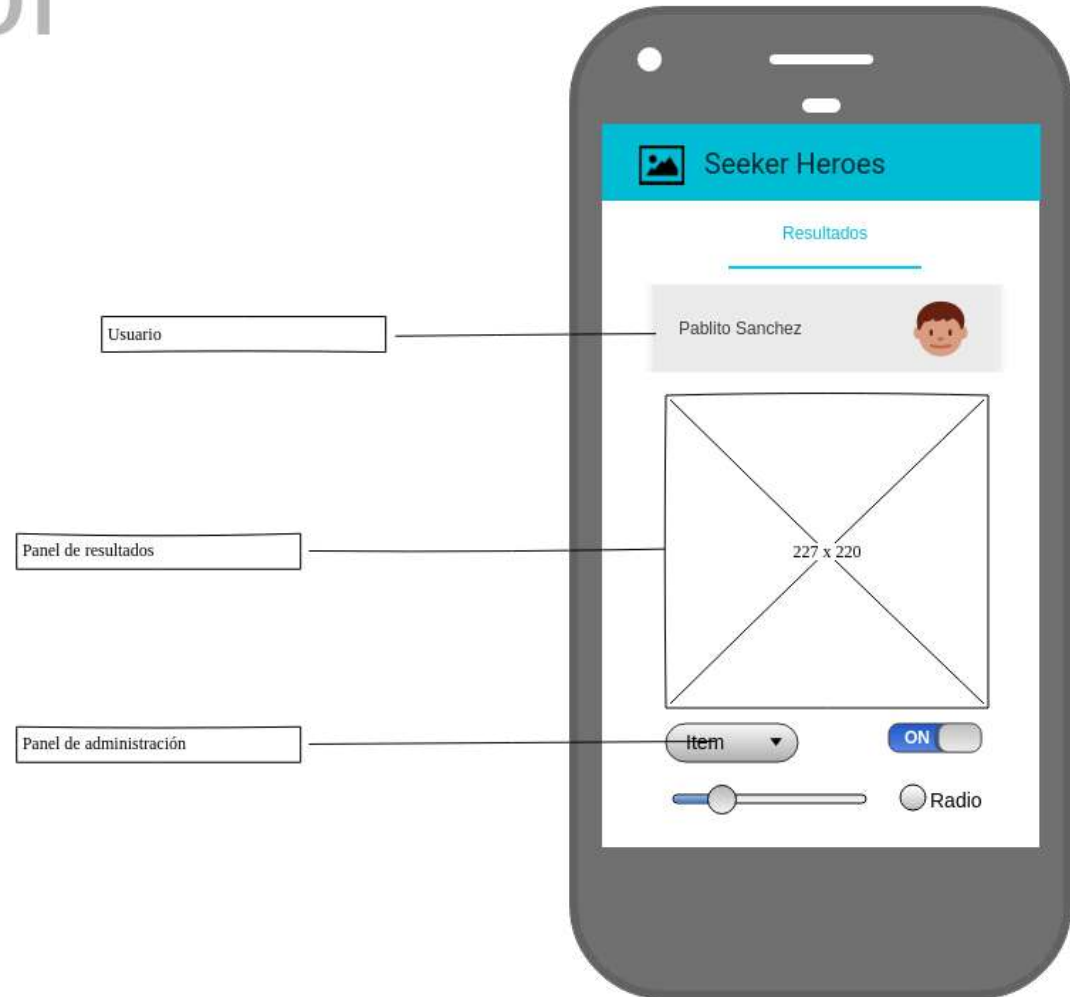 Seeker Heroes
Resultados
Usuario
Pablito Sanchez
Panel de resultados
227 x 220
Panel de administración
Item
ON
Radio